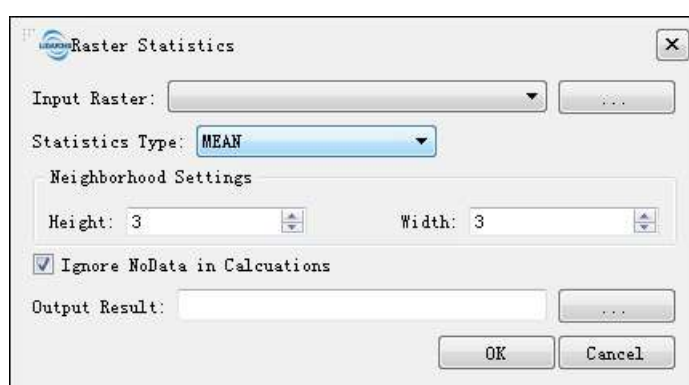 Raster Statistics
Input Raster: ...
Statistics Type: MEAN
Neighborhood Settings
Height: 3 Width: 3
Ignore NoData in Calcuations
Output Result: ...
OK Cancel